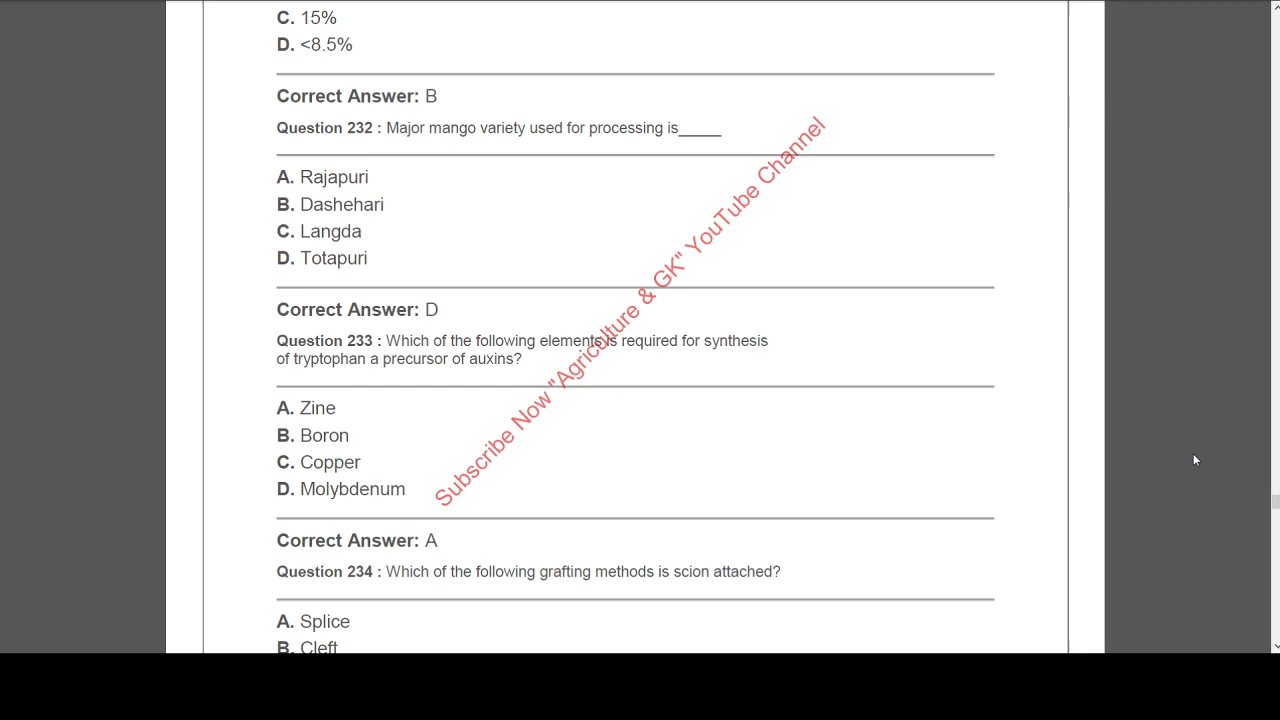 C. 15%
D. <8.5%
Correct Answer: B
Question 232 : Major mango variety used for processing is_____
A. Rajapuri
B. Dashehari
C. Langda
D. Totapuri
Correct Answer: D
Question 233 : Which of the following elements is required for synthesis
of tryptophan a precursor of auxins?
A. Zine
B. Boron
C. Copper
D. Molybdenum
Correct Answer: A
Question 234 : Which of the following grafting methods is scion attached?
A. Splice
B. Cleft
Subscribe Now "Agriculture & GK" YouTube Channel